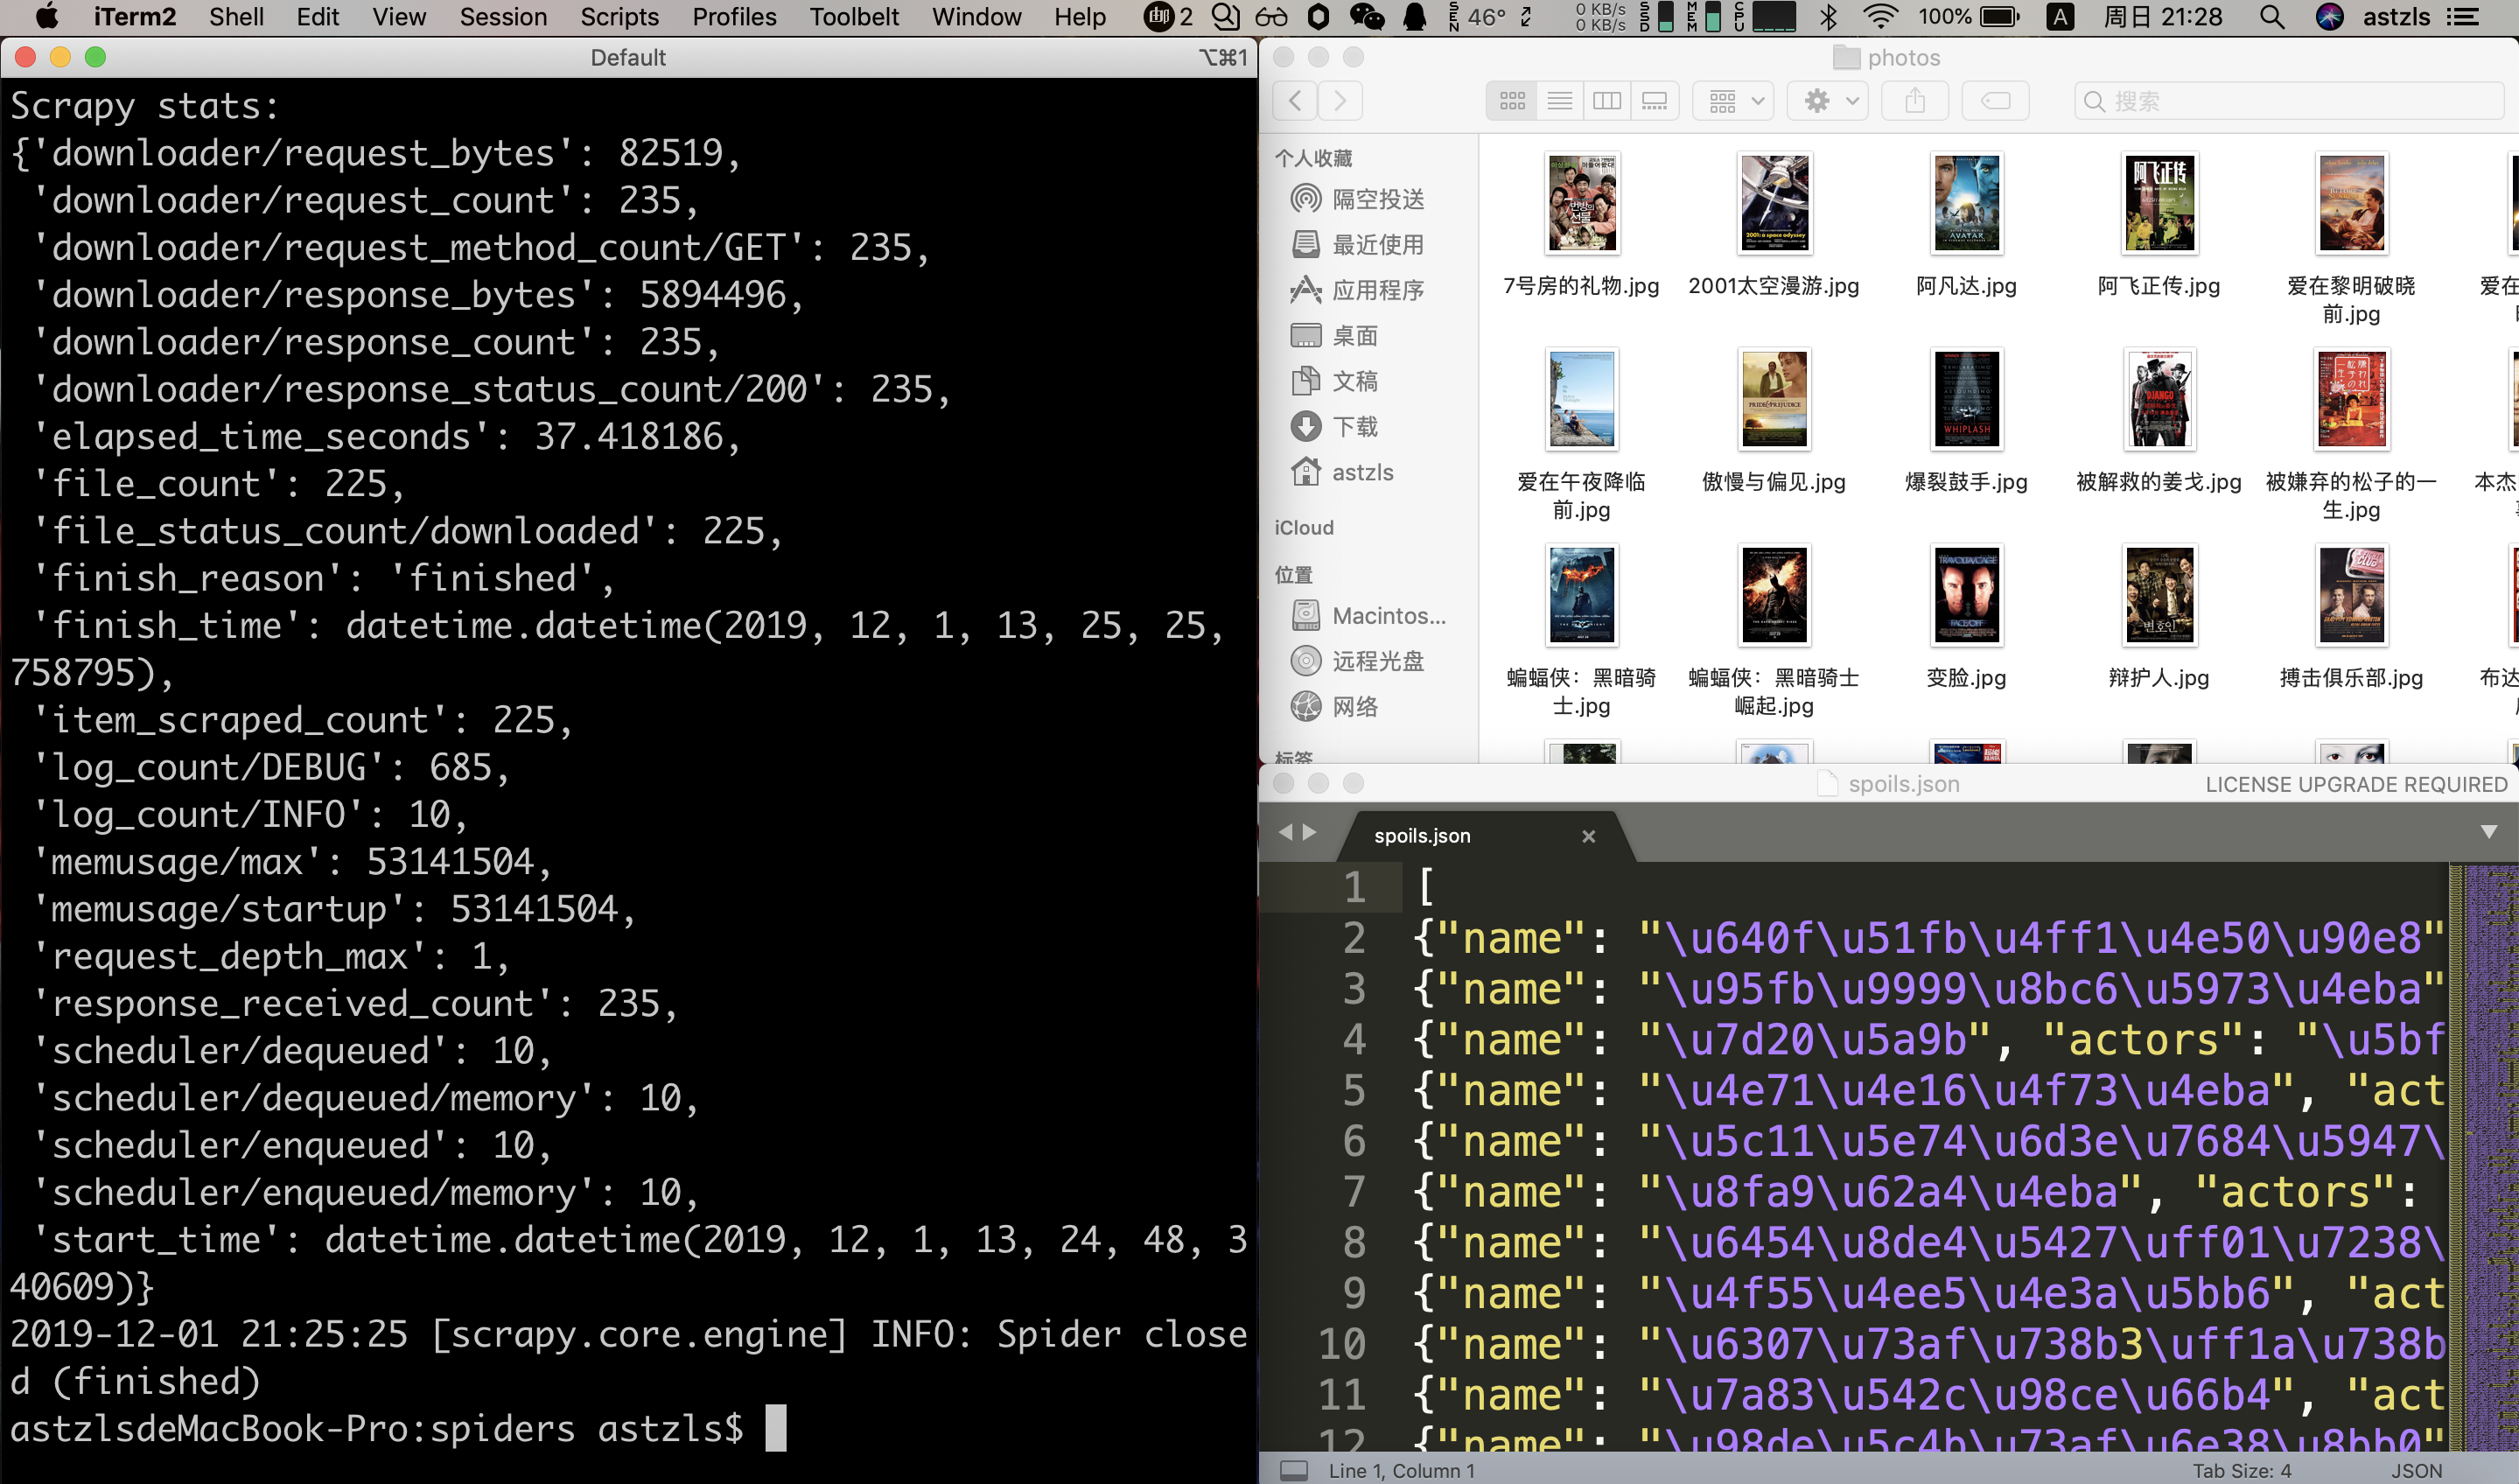 iTerm2 Shell Edit View Session Scripts Profiles Toolbelt Window Help 2 SEN 46° 0 KB/s 0 KB/s SSD MEM CPU 100% A 周日 21:28 astzls
Default ⌥⌘1
Scrapy stats:
{'downloader/request_bytes': 82519,
'downloader/request_count': 235,
'downloader/request_method_count/GET': 235,
'downloader/response_bytes': 5894496,
'downloader/response_count': 235,
'downloader/response_status_count/200': 235,
'elapsed_time_seconds': 37.418186,
'file_count': 225,
'file_status_count/downloaded': 225,
'finish_reason': 'finished',
'finish_time': datetime.datetime(2019, 12, 1, 13, 25, 25,
758795),
'item_scraped_count': 225,
'log_count/DEBUG': 685,
'log_count/INFO': 10,
'memusage/max': 53141504,
'memusage/startup': 53141504,
'request_depth_max': 1,
'response_received_count': 235,
'scheduler/dequeued': 10,
'scheduler/dequeued/memory': 10,
'scheduler/enqueued': 10,
'scheduler/enqueued/memory': 10,
'start_time': datetime.datetime(2019, 12, 1, 13, 24, 48, 3
40609)}
2019-12-01 21:25:25 [scrapy.core.engine] INFO: Spider close
d (finished)
astzlsdeMacBook-Pro:spiders astzls$
photos
搜索
个人收藏
隔空投送
最近使用
应用程序
桌面
文稿
下载
astzls
iCloud
位置
Macintos...
远程光盘
网络
标签
7号房的礼物.jpg 2001太空漫游.jpg 阿凡达.jpg 阿飞正传.jpg 爱在黎明破晓 爱在
前.jpg
爱在午夜降临 傲慢与偏见.jpg 爆裂鼓手.jpg 被解救的姜戈.jpg 被嫌弃的松子的一 本杰
前.jpg 生.jpg
蝙蝠侠：黑暗骑 蝙蝠侠：黑暗骑士 变脸.jpg 辩护人.jpg 搏击俱乐部.jpg 布达
士.jpg 崛起.jpg
spoils.json LICENSE UPGRADE REQUIRED
spoils.json
1 [
2 {"name": "\u640f\u51fb\u4ff1\u4e50\u90e8"
3 {"name": "\u95fb\u9999\u8bc6\u5973\u4eba"
4 {"name": "\u7d20\u5a9b", "actors": "\u5bf
5 {"name": "\u4e71\u4e16\u4f73\u4eba", "act
6 {"name": "\u5c11\u5e74\u6d3e\u7684\u5947\
7 {"name": "\u8fa9\u62a4\u4eba", "actors":
8 {"name": "\u6454\u8de4\u5427\uff01\u7238\
9 {"name": "\u4f55\u4ee5\u4e3a\u5bb6", "act
10 {"name": "\u6307\u73af\u738b3\uff1a\u738b
11 {"name": "\u7a83\u542c\u98ce\u66b4", "act
12 {"name": "\u98de\u5c4b\u73af\u6e38\u8bb0"
Line 1, Column 1 Tab Size: 4 JSON